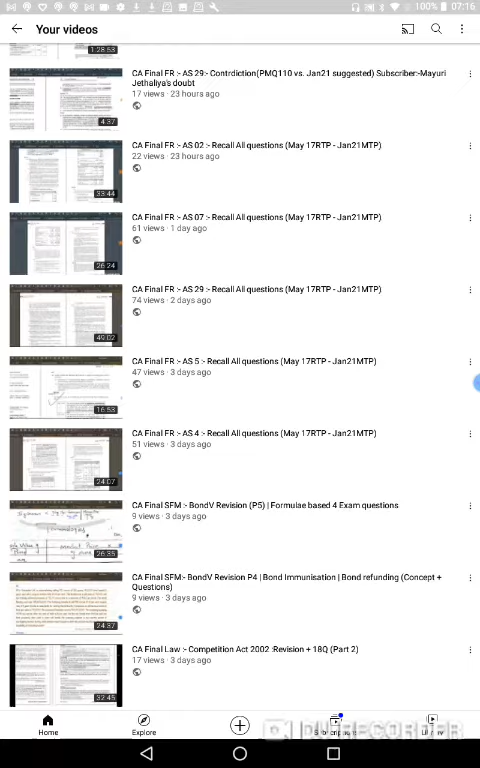 100% 07:16
Your videos
1:28:53
CA Final FR :- AS 29:- Contrdiction(PMQ110 vs. Jan21 suggested) Subscriber:-Mayuri
Jethaliya's doubt
17 views · 23 hours ago
4:37
CA Final FR :- AS 02 :- Recall All questions (May 17RTP - Jan21MTP)
22 views · 23 hours ago
33:44
CA Final FR :- AS 07 :- Recall All questions (May 17RTP - Jan21MTP)
61 views · 1 day ago
26:24
CA Final FR :- AS 29 :- Recall All questions (May 17RTP - Jan21MTP)
74 views · 2 days ago
49:02
CA Final FR :- AS 5 :- Recall All questions (May 17RTP - Jan21MTP)
47 views · 3 days ago
16:53
CA Final FR :- AS 4 :- Recall All questions (May 17RTP - Jan21MTP)
51 views · 3 days ago
24:07
CA Final SFM :- BondV Revision (P5) | Formulae based 4 Exam questions
9 views · 3 days ago
26:35
CA Final SFM:- BondV Revision P4 | Bond Immunisation | Bond refunding (Concept +
Questions)
9 views · 3 days ago
24:37
CA Final Law :- Competition Act 2002 :Revision + 18Q (Part 2)
17 views · 3 days ago
32:45
Home Explore Subscriptions Library
DU RECORDER